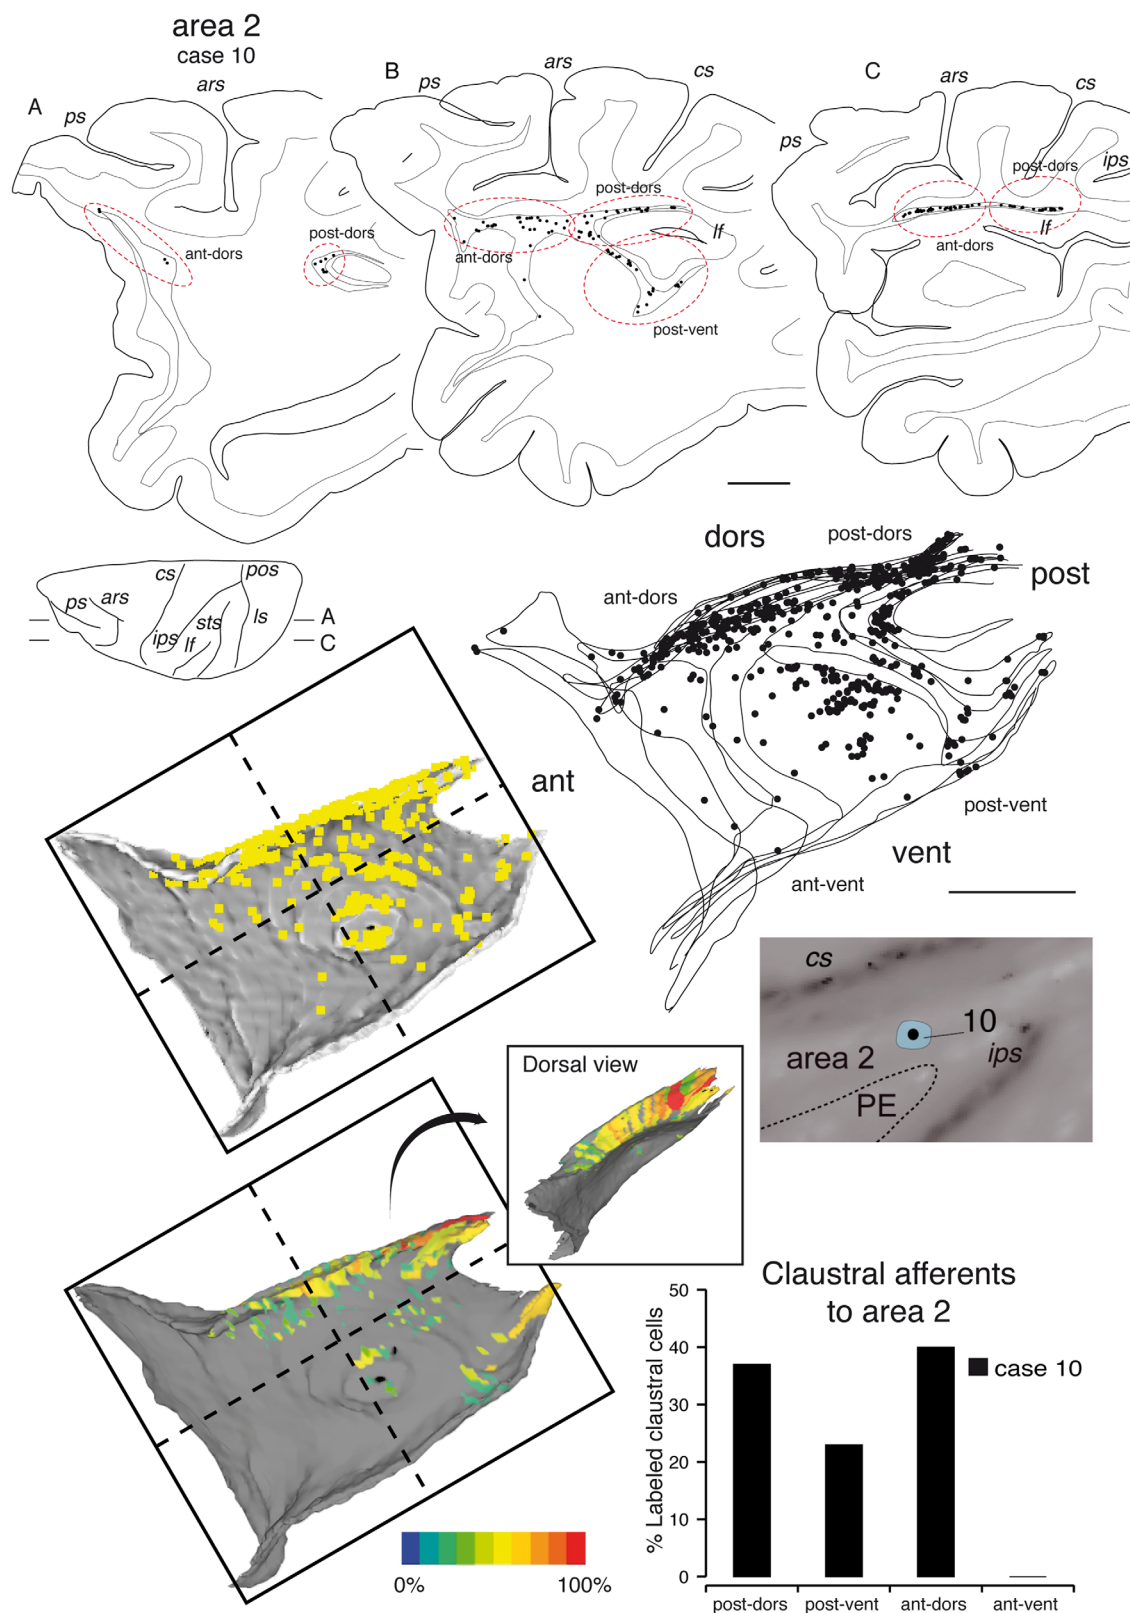 area 2
case 10
A
ps
ars
ant-dors
post-dors
B
ps
ars
cs
post-dors
ant-dors
lf
post-vent
C
ps
ars
cs
ips
post-dors
ant-dors
lf
cs
pos
ps
ars
sts
ls
ips
lf
A
C
dors
post-dors
post
ant-dors
ant
post-vent
vent
ant-vent
cs
10
area 2
ips
PE
Dorsal view
0%
100%
Claustral afferents
to area 2
% Labeled claustral cells
50
40
30
20
10
0
case 10
post-dors
post-vent
ant-dors
ant-vent